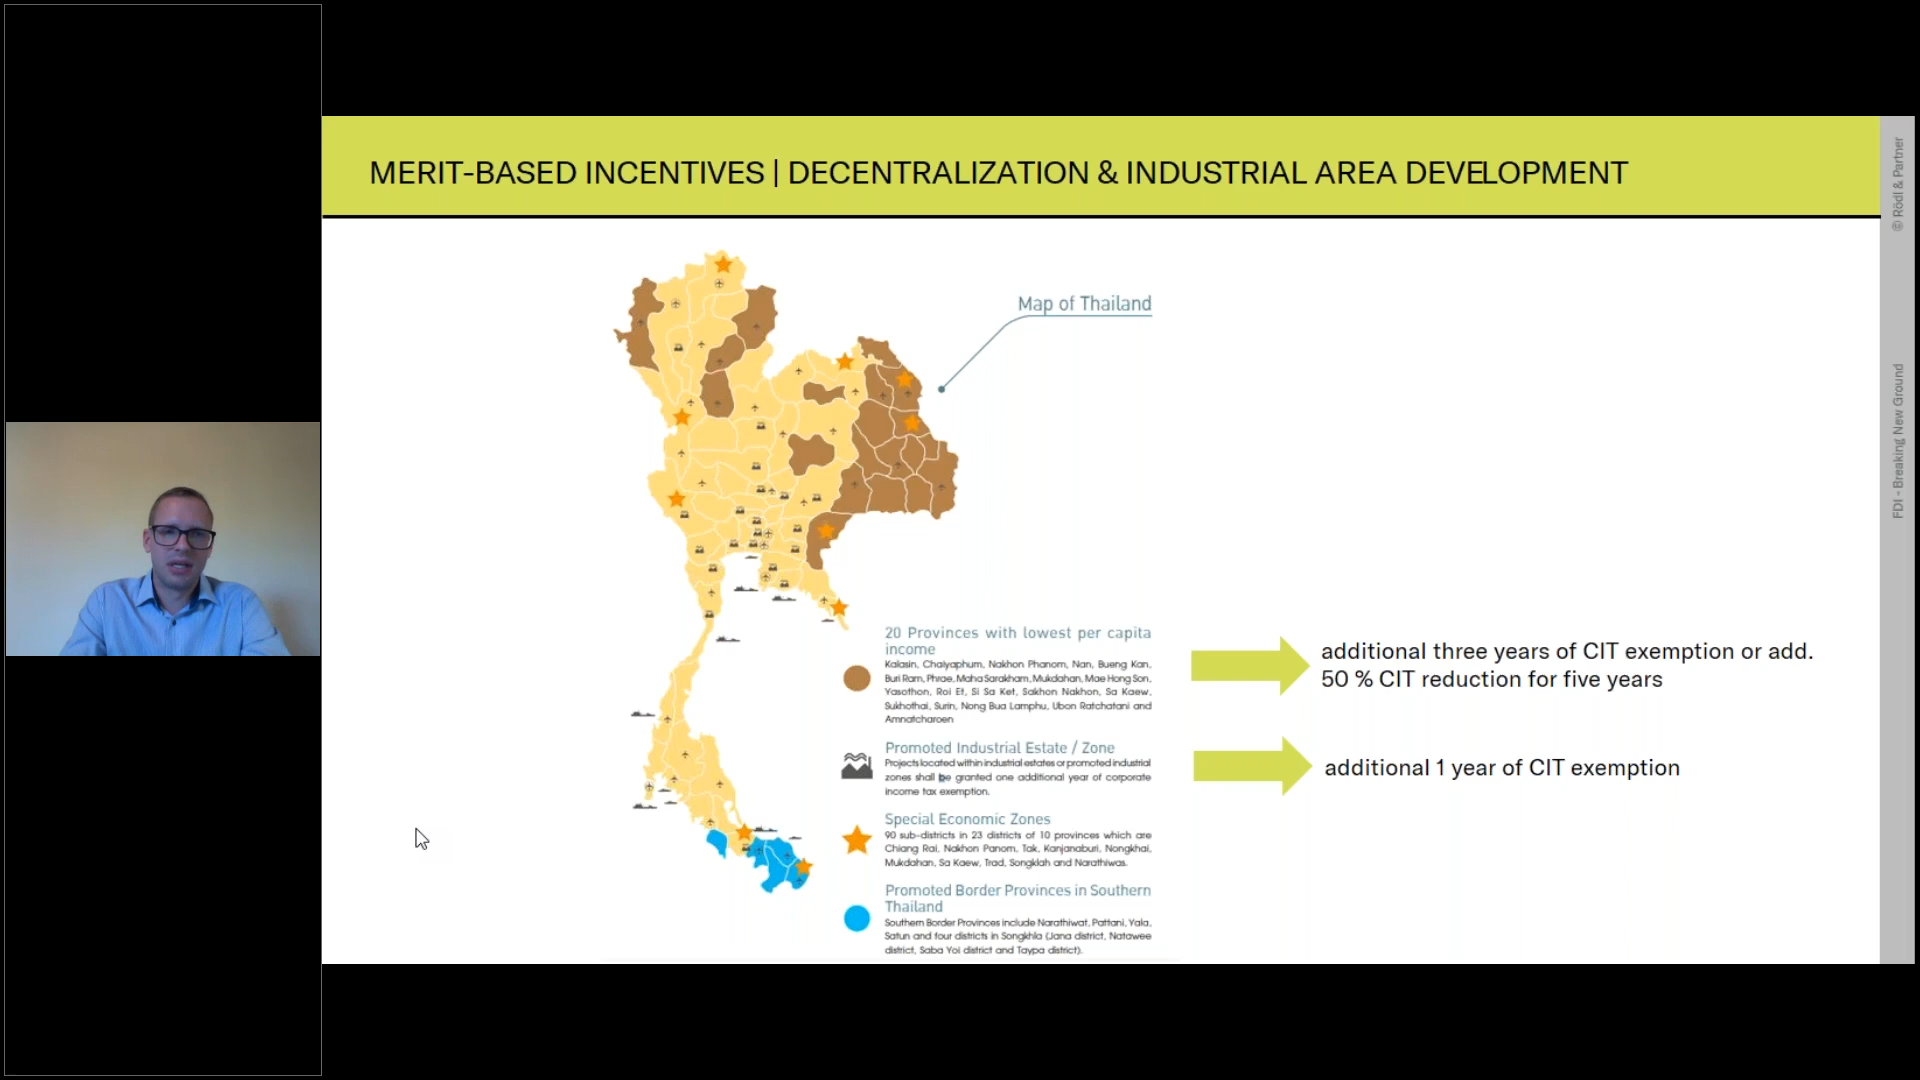 MERIT-BASED INCENTIVES | DECENTRALIZATION & INDUSTRIAL AREA DEVELOPMENT
© Rödl & Partner
FDI - Breaking New Ground
Map of Thailand
20 Provinces with lowest per capita
income
Kalasin, Chaiyaphum, Nakhon Phanom, Nan, Bueng Kan,
Buri Ram, Phrae, Maha Sarakham, Mukdahan, Mae Hong Son,
Yasothon, Roi Et, Si Sa Ket, Sakhon Nakhon, Sa Kaew,
Sukhothai, Surin, Nong Bua Lamphu, Ubon Ratchatani and
Amnatcharoen
additional three years of CIT exemption or add.
50 % CIT reduction for five years
Promoted Industrial Estate / Zone
Projects located within industrial estates or promoted industrial
zones shall be granted one additional year of corporate
income tax exemption.
additional 1 year of CIT exemption
Special Economic Zones
90 sub-districts in 23 districts of 10 provinces which are
Chiang Rai, Nakhon Panom, Tak, Kanjanaburi, Nongkhai,
Mukdahan, Sa Kaew, Trad, Songklah and Narathiwas.
Promoted Border Provinces in Southern
Thailand
Southern Border Provinces include Narathiwat, Pattani, Yala,
Satun and four districts in Songkhla (Jana district, Natawee
district, Saba Yoi district and Taypa district).